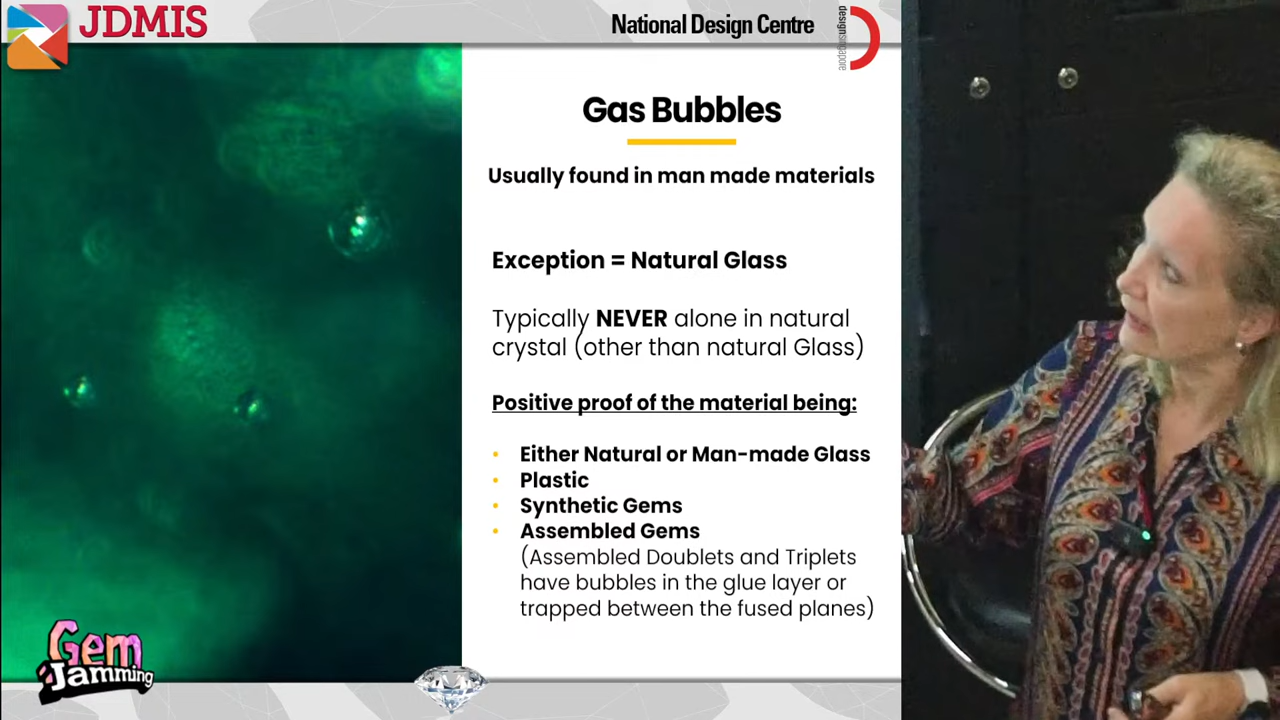 JDMIS
National Design Centre
designsingapore
Gas Bubbles
Usually found in man made materials
Exception = Natural Glass
Typically NEVER alone in natural
crystal (other than natural Glass)
Positive proof of the material being:
• Either Natural or Man-made Glass
• Plastic
• Synthetic Gems
• Assembled Gems
(Assembled Doublets and Triplets
have bubbles in the glue layer or
trapped between the fused planes)
Gem
Jamming